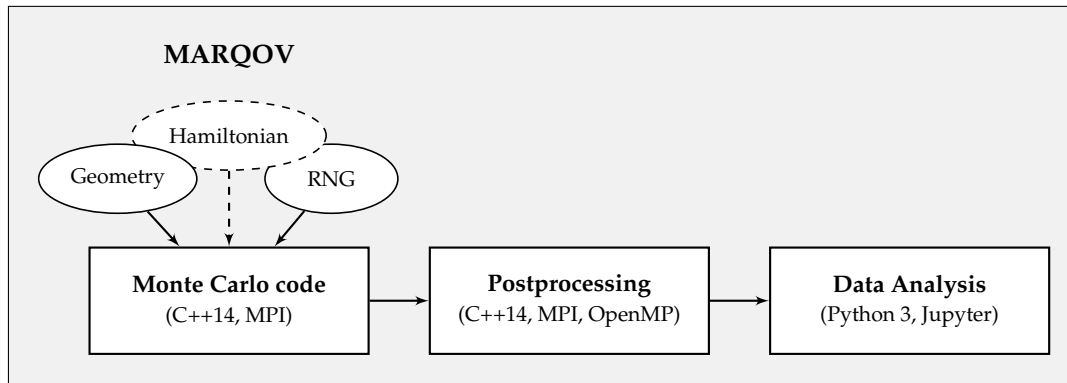 MARQOV
Hamiltonian
Geometry
RNG
Monte Carlo code
(C++14, MPI)
Postprocessing
(C++14, MPI, OpenMP)
Data Analysis
(Python 3, Jupyter)